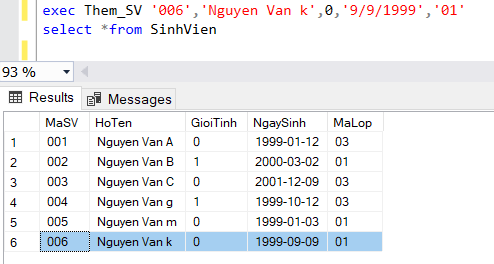 exec Them_SV '006','Nguyen Van k',0,'9/9/1999','01'
select *from SinhVien
93 %
Results Messages
MaSV HoTen GioiTinh NgaySinh MaLop
1 001 Nguyen Van A 0 1999-01-12 03
2 002 Nguyen Van B 1 2000-03-02 01
3 003 Nguyen Van C 0 2001-12-09 03
4 004 Nguyen Van g 1 1999-10-12 03
5 005 Nguyen Van m 0 1999-01-03 01
6 006 Nguyen Van k 0 1999-09-09 01